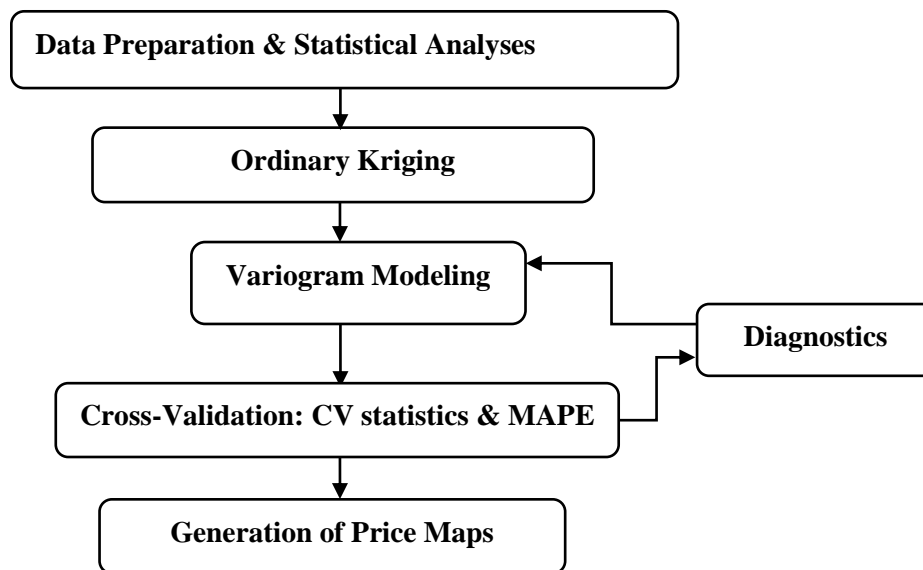 Data Preparation & Statistical Analyses
Ordinary Kriging
Variogram Modeling
Diagnostics
Cross-Validation: CV statistics & MAPE
Generation of Price Maps